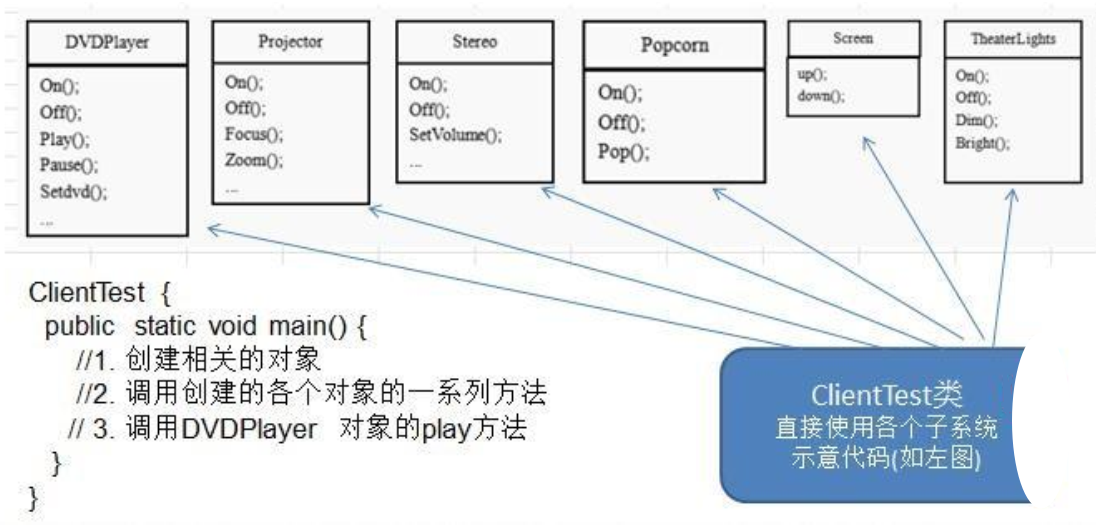 DVDPlayer
On();
Off();
Play();
Pause();
Setdvd();
...
Projector
On();
Off();
Focus();
Zoom();
...
Stereo
On();
Off();
SetVolume();
...
Popcorn
On();
Off();
Pop();
Screen
up();
down();
TheaterLights
On();
Off();
Dim();
Bright();
ClientTest {
public static void main() {
//1. 创建相关的对象
//2. 调用创建的各个对象的一系列方法
// 3. 调用DVDPlayer 对象的play方法
}
}
ClientTest类
直接使用各个子系统
示意代码(如左图)